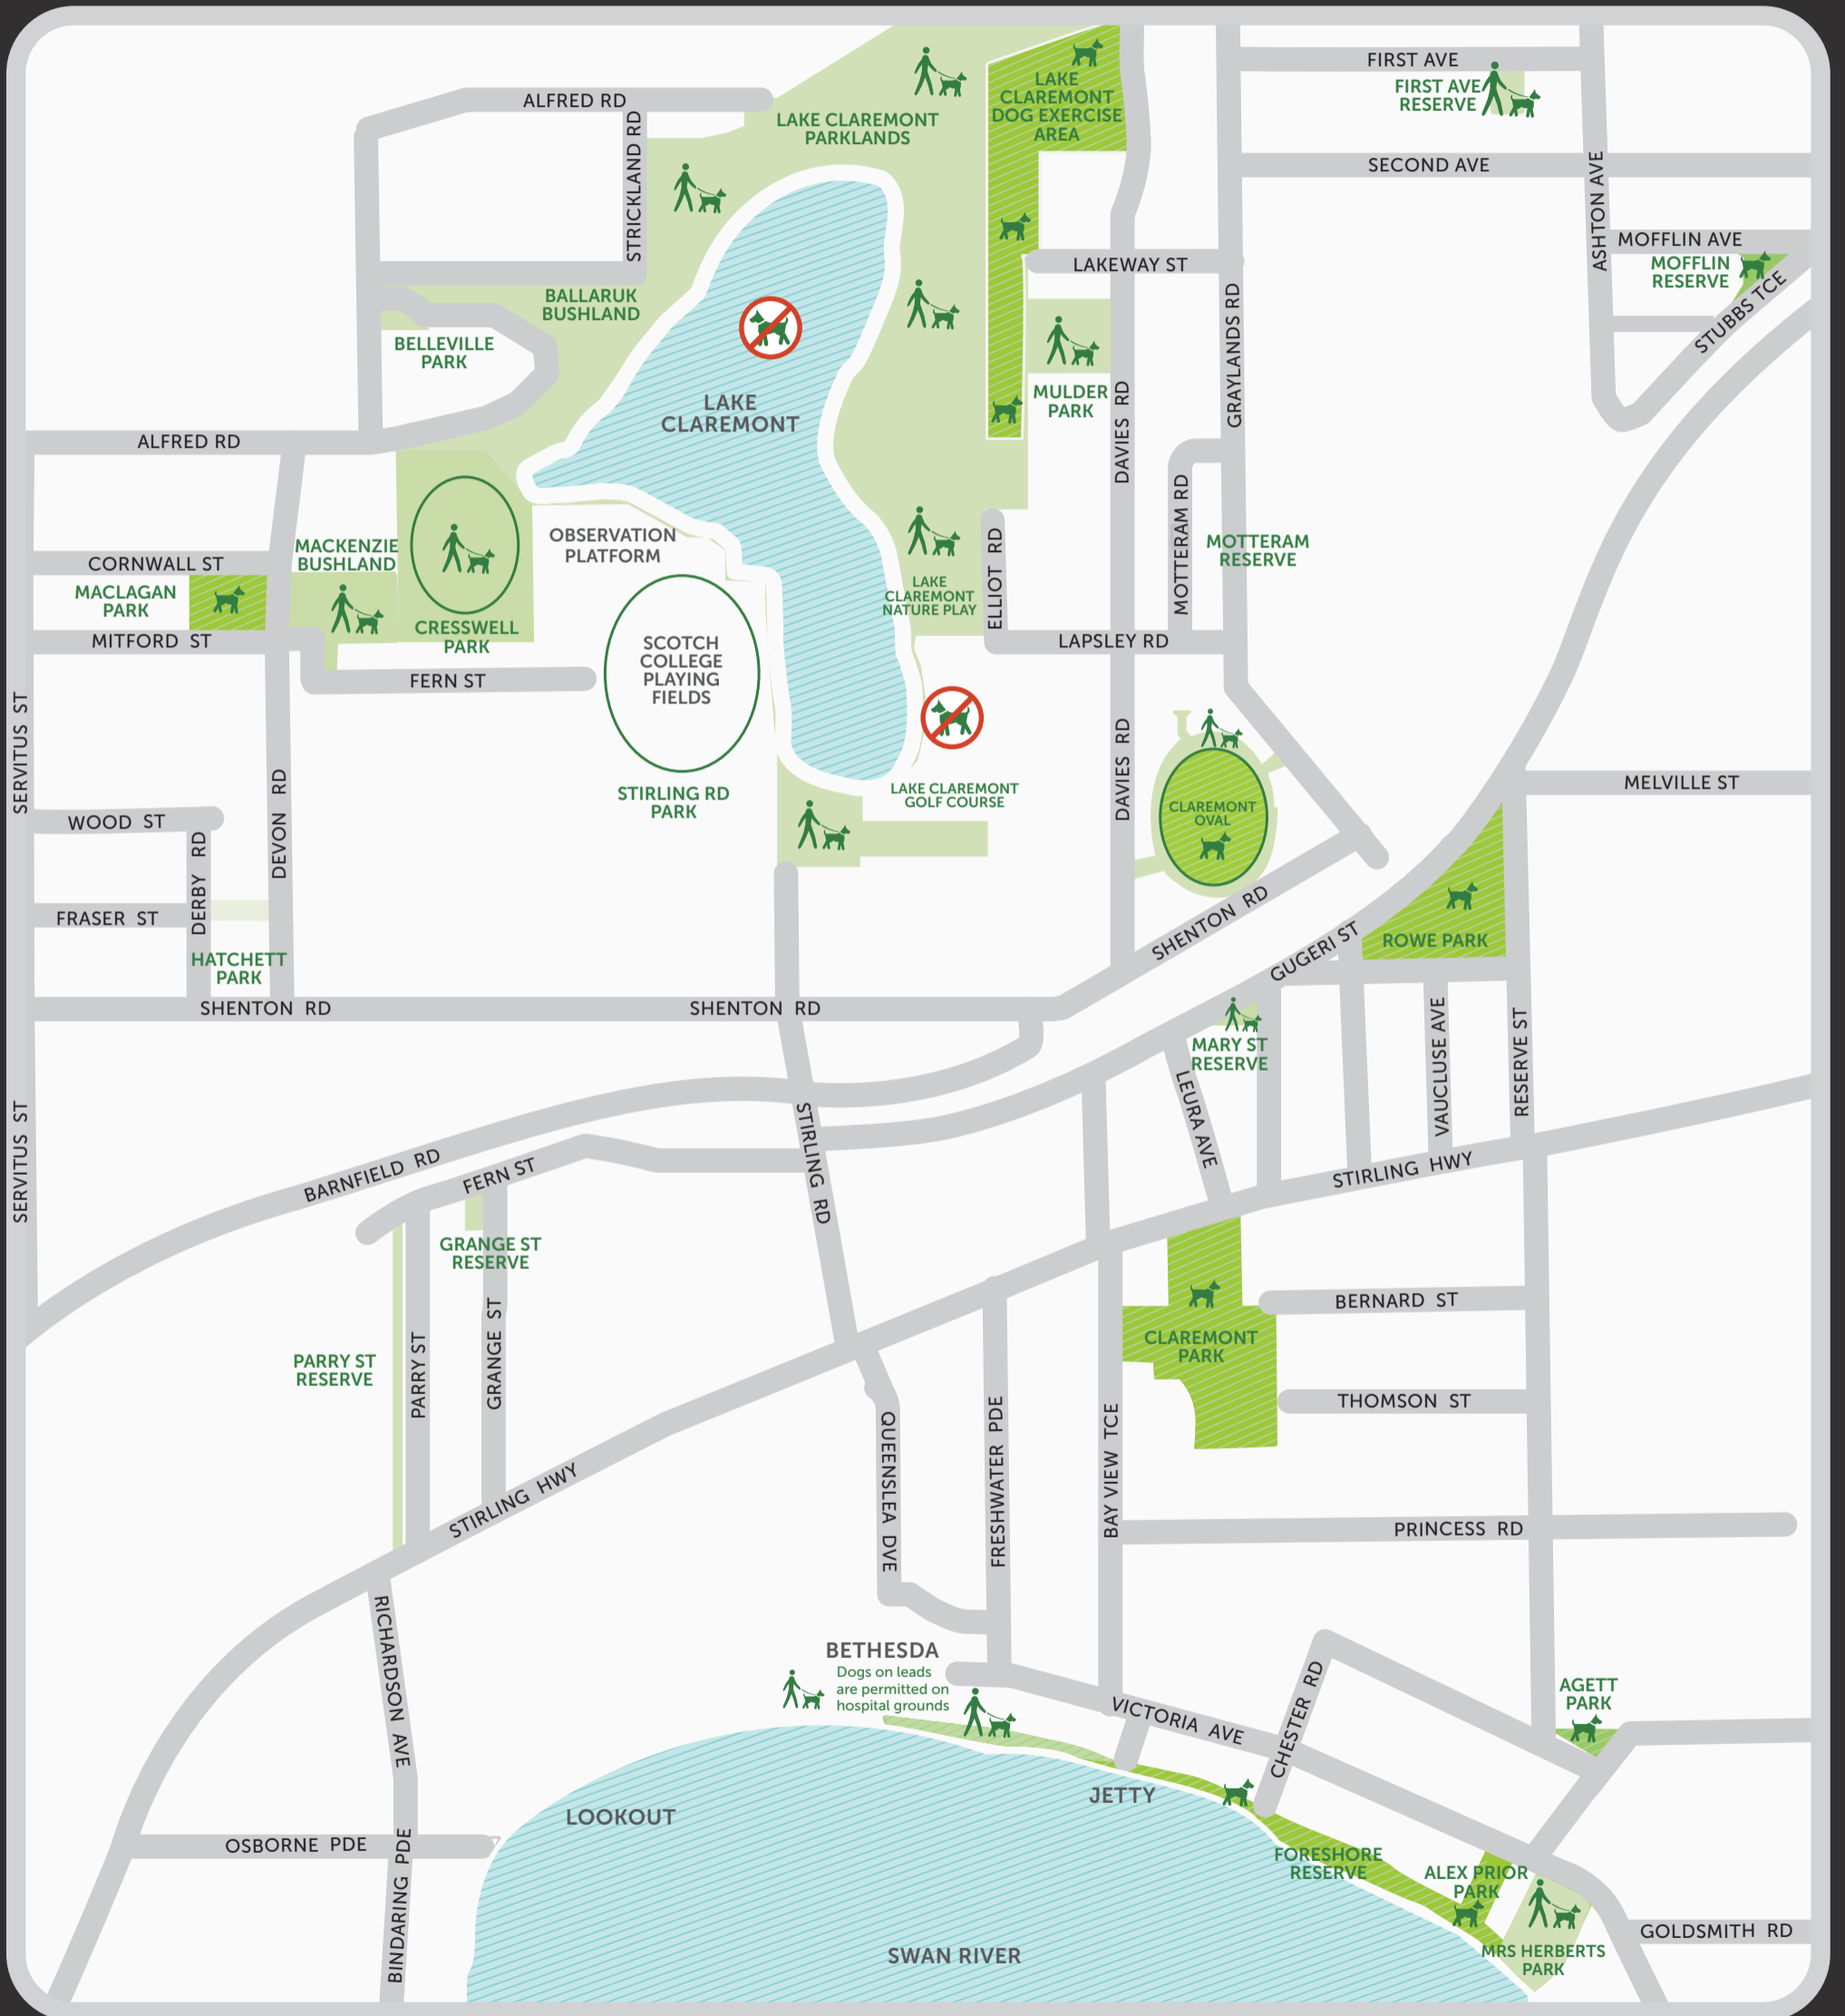 FIRST AVE
FIRST AVE
RESERVE
ALFRED RD
STRICKLAND RD
LAKE CLAREMONT
PARKLANDS
LAKE
CLAREMONT
DOG EXERCISE
AREA
SECOND AVE
ASHTON AVE
MOFFLIN AVE
MOFFLIN
RESERVE
STUBBS TCE
LAKEWAY ST
GRAYLANDS RD
BALLARUK
BUSHLAND
BELLEVILLE
PARK
MULDER
PARK
DAVIES RD
LAKE
CLAREMONT
ALFRED RD
MOTTERAM RD
MOTTERAM
RESERVE
OBSERVATION
PLATFORM
MACKENZIE
BUSHLAND
CORNWALL ST
MACLAGAN
PARK
MITFORD ST
CRESSWELL
PARK
FERN ST
SCOTCH
COLLEGE
PLAYING
FIELDS
LAKE
CLAREMONT
NATURE PLAY
ELLIOT RD
LAPSLEY RD
SERVITUS ST
DEVON RD
STIRLING RD
PARK
LAKE CLAREMONT
GOLF COURSE
DAVIES RD
CLAREMONT
OVAL
MELVILLE ST
WOOD ST
DERBY RD
FRASER ST
HATCHETT
PARK
SHENTON RD
GUGERI ST
ROWE PARK
SHENTON RD
SHENTON RD
MARY ST
RESERVE
LEURA AVE
VAUCLUSE AVE
RESERVE ST
SERVITUS ST
BARNFIELD RD
FERN ST
STIRLING RD
STIRLING HWY
GRANGE ST
RESERVE
PARRY ST
RESERVE
PARRY ST
GRANGE ST
BERNARD ST
CLAREMONT
PARK
THOMSON ST
QUEENSLEA DVE
FRESHWATER PDE
BAY VIEW TCE
STIRLING HWY
PRINCESS RD
RICHARDSON AVE
BETHESDA
Dogs on leads
are permitted on
hospital grounds
VICTORIA AVE
CHESTER RD
AGETT
PARK
JETTY
LOOKOUT
OSBORNE PDE
BINDARING PDE
FORESHORE
RESERVE
ALEX PRIOR
PARK
GOLDSMITH RD
MRS HERBERTS
PARK
SWAN RIVER